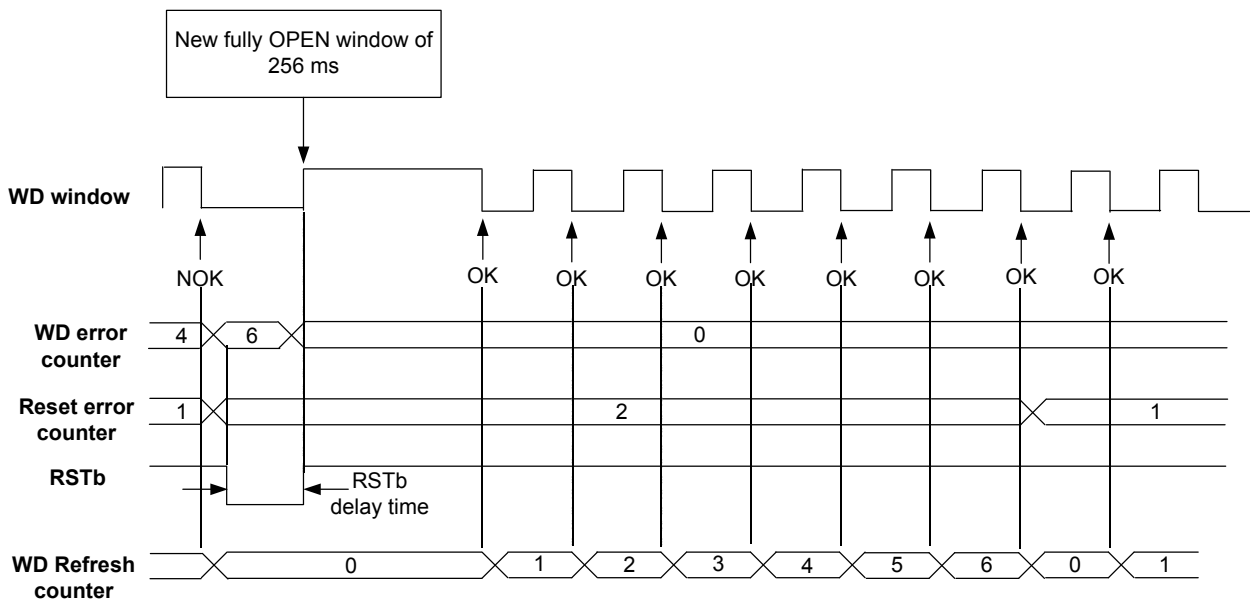 New fully OPEN window of
256 ms
WD window
NOK
OK
OK
OK
OK
OK
OK
OK
OK
WD error
counter
4
6
0
Reset error
counter
1
2
1
RSTb
RSTb
delay time
WD Refresh
counter
0
1
2
3
4
5
6
0
1